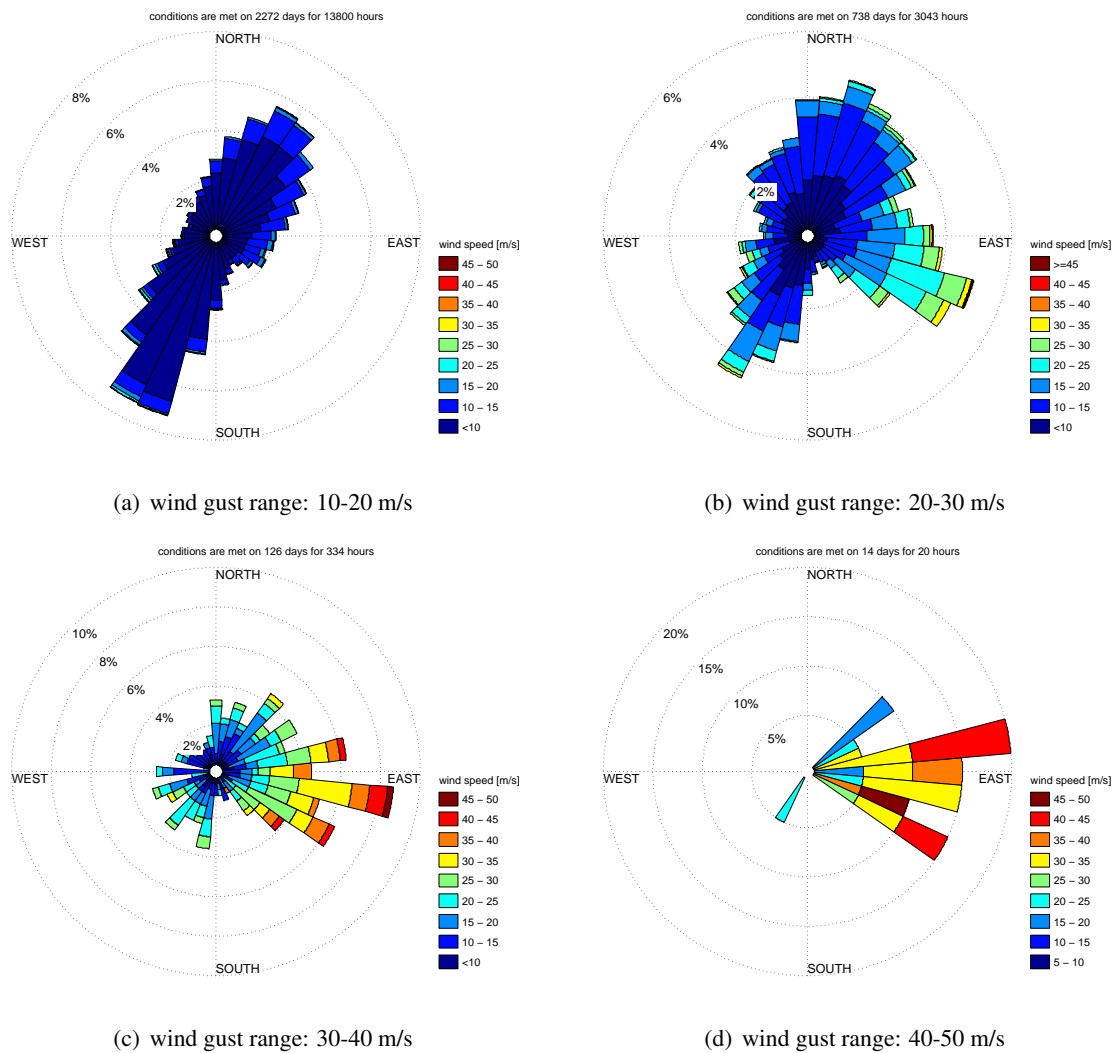 conditions are met on 2272 days for 13800 hours
NORTH
8%
6%
4%
2%
WEST
EAST
SOUTH
wind speed [m/s]
45 − 50
40 − 45
35 − 40
30 − 35
25 − 30
20 − 25
15 − 20
10 − 15
<10
(a) wind gust range: 10-20 m/s
conditions are met on 738 days for 3043 hours
NORTH
6%
4%
2%
WEST
EAST
SOUTH
wind speed [m/s]
>=45
40 − 45
35 − 40
30 − 35
25 − 30
20 − 25
15 − 20
10 − 15
<10
(b) wind gust range: 20-30 m/s
conditions are met on 126 days for 334 hours
NORTH
10%
8%
6%
4%
2%
WEST
EAST
SOUTH
wind speed [m/s]
45 − 50
40 − 45
35 − 40
30 − 35
25 − 30
20 − 25
15 − 20
10 − 15
<10
(c) wind gust range: 30-40 m/s
conditions are met on 14 days for 20 hours
NORTH
20%
15%
10%
5%
WEST
EAST
SOUTH
wind speed [m/s]
45 − 50
40 − 45
35 − 40
30 − 35
25 − 30
20 − 25
15 − 20
10 − 15
5 − 10
(d) wind gust range: 40-50 m/s